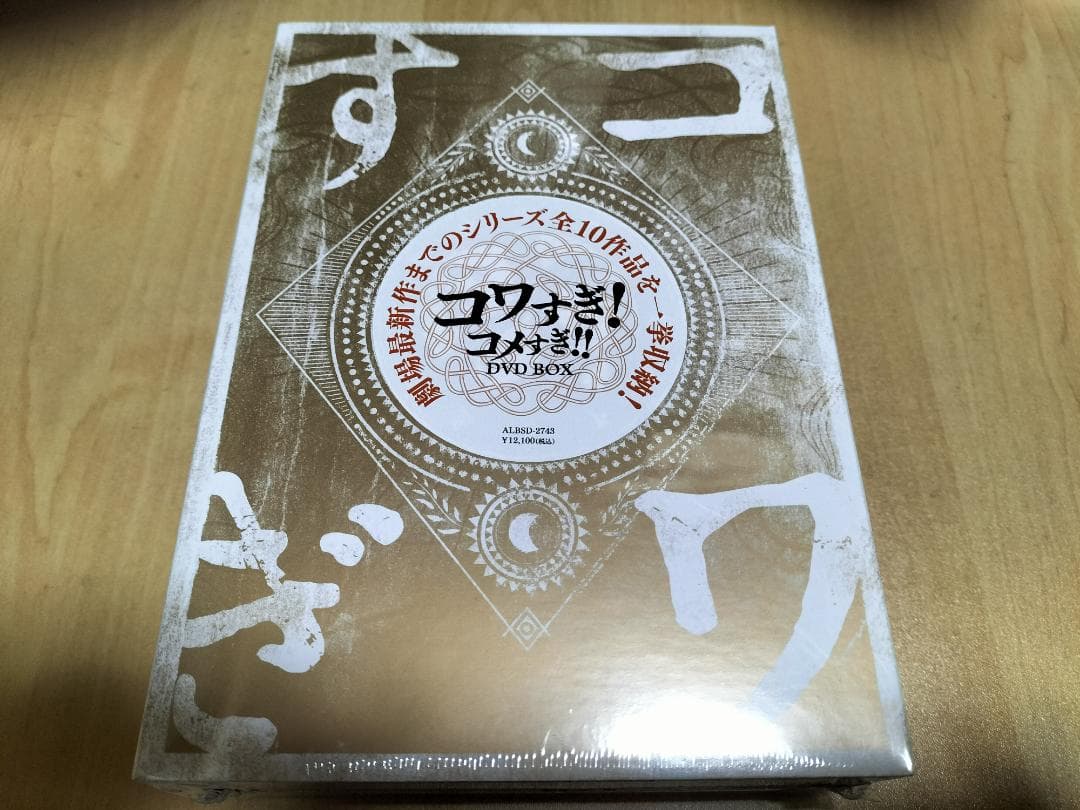 コワ
すぎ
劇場最新作までのシリーズ全10作品を一挙収納!
コワすぎ!
コメすぎ!!
DVD BOX
ALBSD-2743
¥12,100(税込)